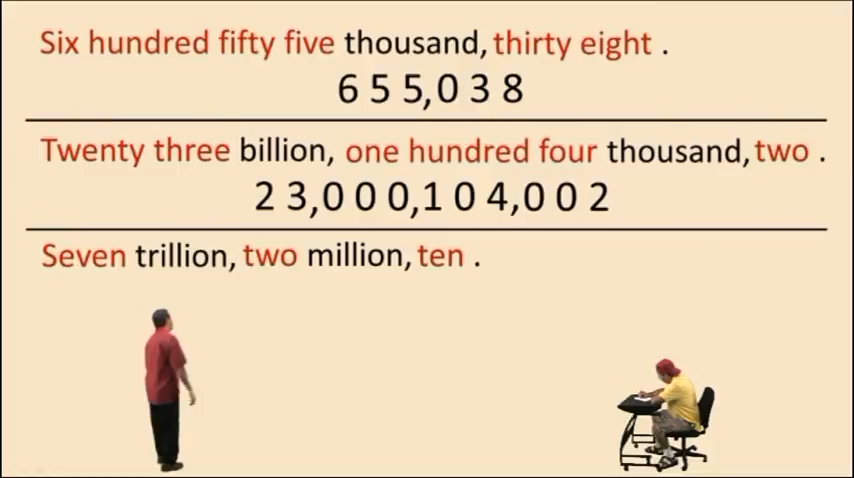 Six hundred fifty five thousand, thirty eight .
6 5 5,0 3 8
Twenty three billion, one hundred four thousand, two .
2 3,0 0 0,1 0 4,0 0 2
Seven trillion, two million, ten .